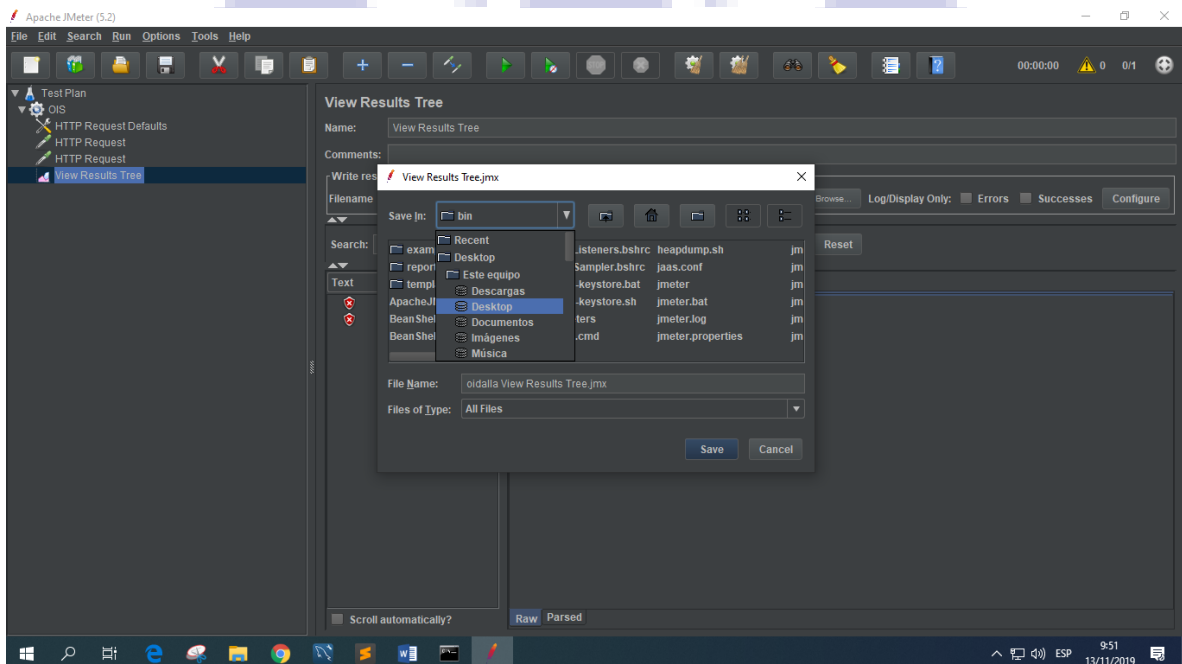 Apache JMeter (5.2)
File Edit Search Run Options Tools Help
00:00:00 0 0/1
Test Plan
OIS
HTTP Request Defaults
HTTP Request
HTTP Request
View Results Tree
View Results Tree
Name: View Results Tree
Comments:
Write res
Filename Browse... Log/Display Only: Errors Successes Configure
Search: Reset
Text
View Results Tree.jmx
Save In: bin
Recent
Desktop
Este equipo
Descargas
Desktop
Documentos
Imágenes
Música
exam Listeners.bshrc heapdump.sh jm
report Sampler.bshrc jaas.conf jm
templ -keystore.bat jmeter jm
ApacheJM -keystore.sh jmeter.bat jm
BeanShel ters jmeter.log jm
BeanShel .cmd jmeter.properties jm
File Name: oidalla View Results Tree.jmx
Files of Type: All Files
Save Cancel
Scroll automatically?
Raw Parsed
ESP
9:51
13/11/2019